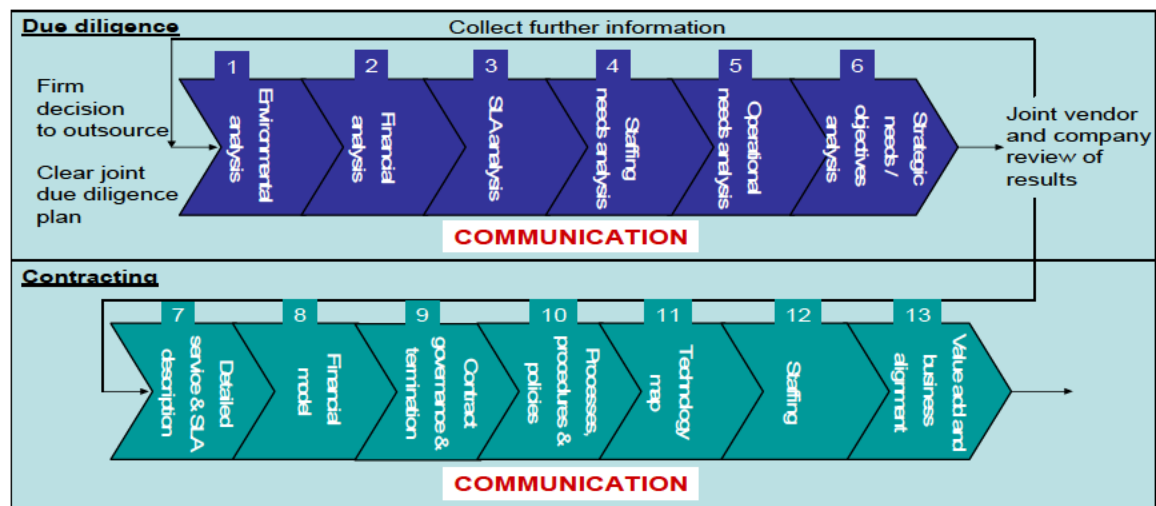 Due diligence
Collect further information
Firm
decision
to outsource
Clear joint
due diligence
plan
1
Environmental
analysis
2
Financial
analysis
3
SLA analysis
4
Staffing
needs analysis
5
Operational
needs analysis
6
Strategic
needs /
objectives
analysis
Joint vendor
and company
review of
results
COMMUNICATION
Contracting
7
Detailed
service & SLA
description
8
Financial
model
9
Contract
governance &
termination
10
Processes,
procedures &
policies
11
Technology
map
12
Staffing
13
Value add and
business
alignment
COMMUNICATION